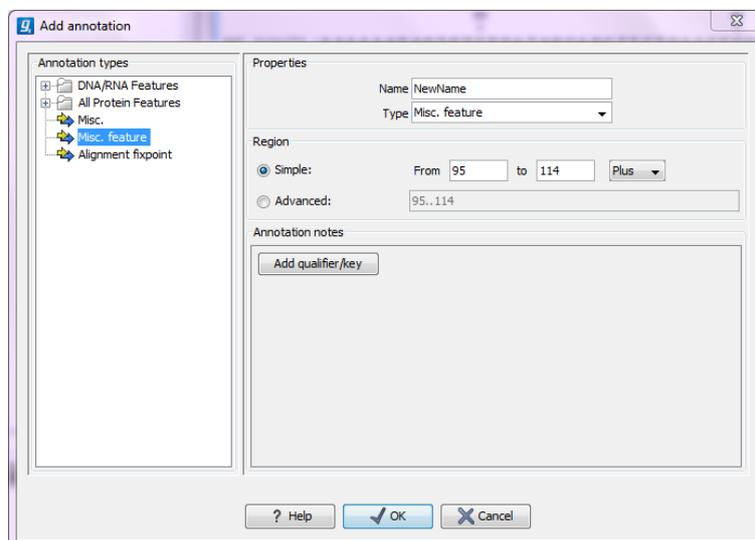 Add annotation
Annotation types
DNA/RNA Features
All Protein Features
Misc.
Misc. feature
Alignment fixpoint
Properties
Name NewName
Type Misc. feature
Region
Simple: From 95 to 114 Plus
Advanced: 95..114
Annotation notes
Add qualifier/key
? Help OK Cancel